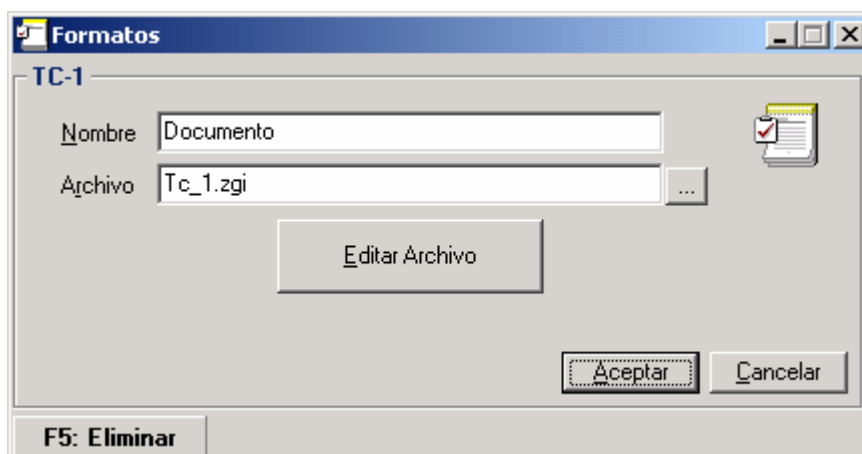 Formatos
TC-1
Nombre Documento
Archivo Tc_1.zgi ...
Editar Archivo
Aceptar Cancelar
F5: Eliminar